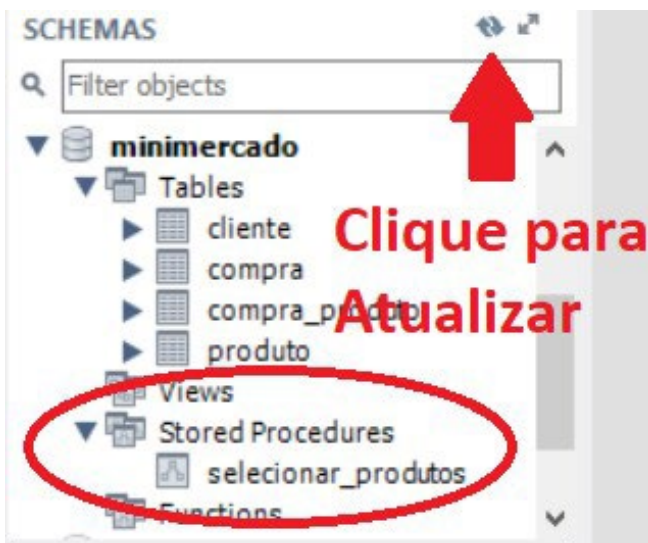 SCHEMAS
Filter objects
minimercado
Tables
cliente
compra
compra_produto
produto
Clique para
Atualizar
Views
Stored Procedures
selecionar_produtos
Functions